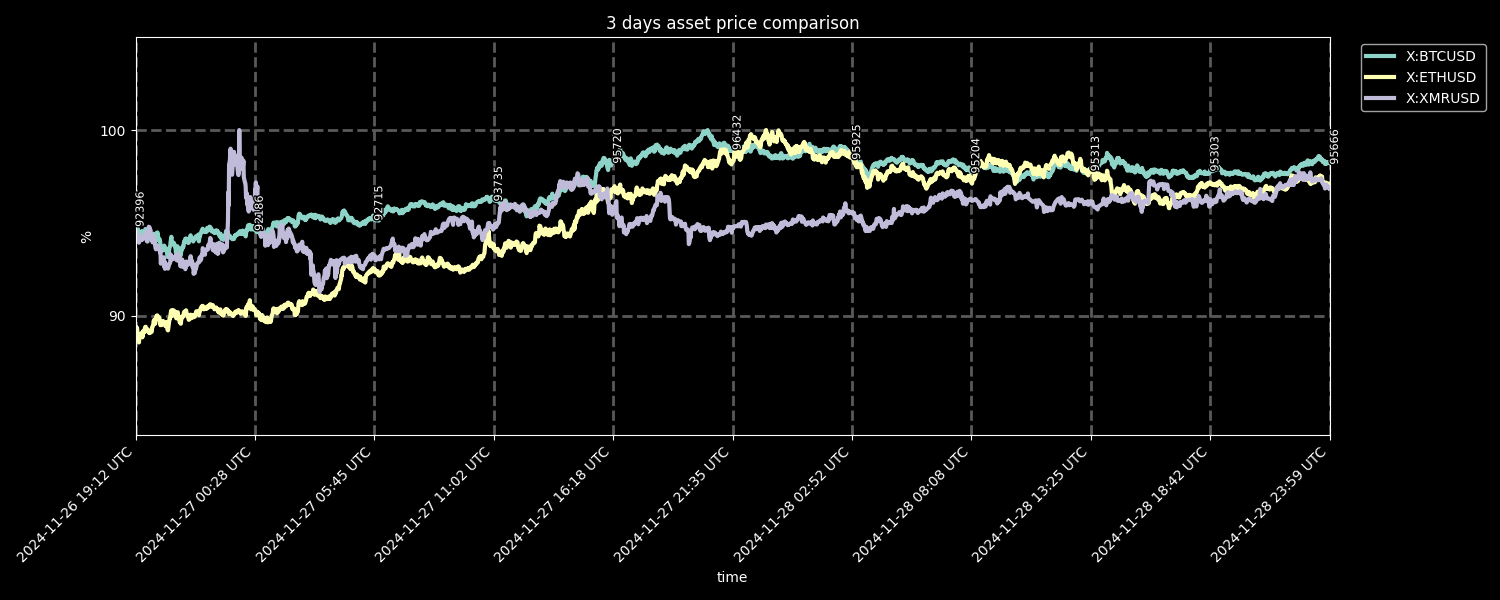 3 days asset price comparison
X:BTCUSD
X:ETHUSD
X:XMRUSD
100
90
%
92396
92186
92715
93735
95720
96432
95925
95204
95313
95303
95666
2024-11-26 19:12 UTC
2024-11-27 00:28 UTC
2024-11-27 05:45 UTC
2024-11-27 11:02 UTC
2024-11-27 16:18 UTC
2024-11-27 21:35 UTC
2024-11-28 02:52 UTC
2024-11-28 08:08 UTC
2024-11-28 13:25 UTC
2024-11-28 18:42 UTC
2024-11-28 23:59 UTC
time